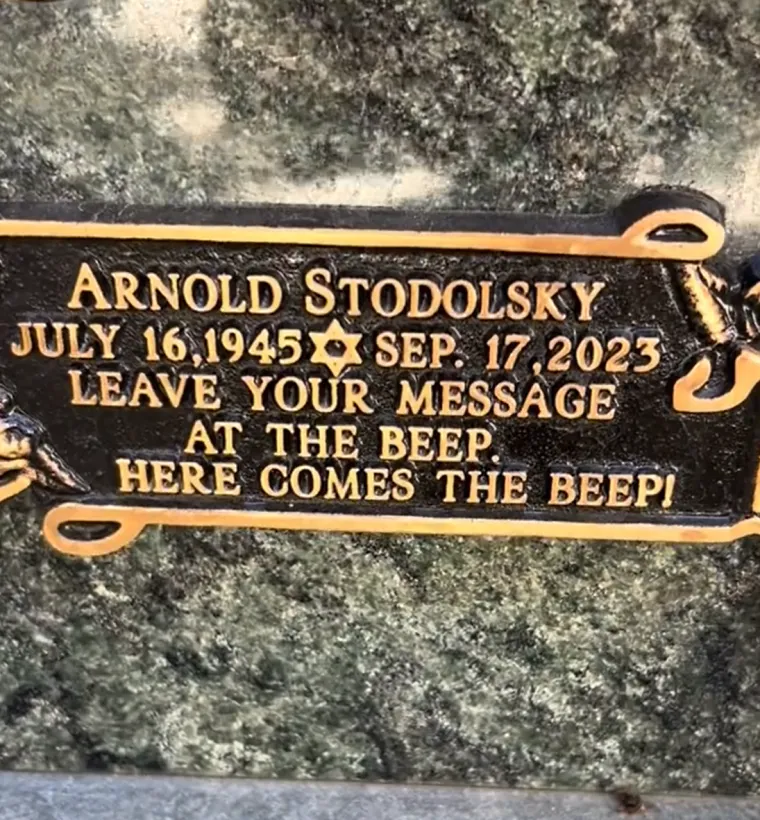 ARNOLD STODOLSKY
JULY 16,1945✡SEP. 17,2023
LEAVE YOUR MESSAGE
AT THE BEEP.
HERE COMES THE BEEP!